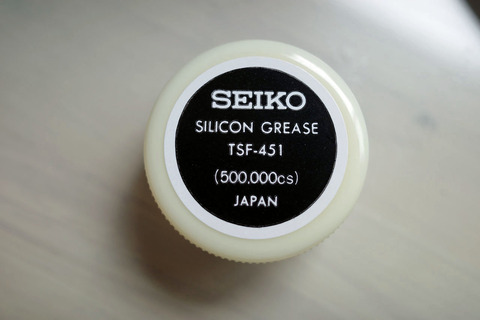 SEIKO
SILICON GREASE
TSF-451
(500,000cs)
JAPAN